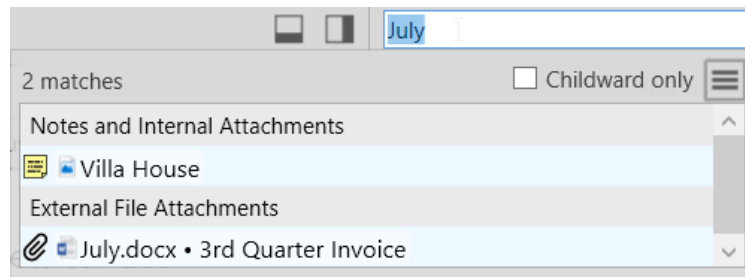 July
2 matches
Childward only
Notes and Internal Attachments
Villa House
External File Attachments
July.docx • 3rd Quarter Invoice